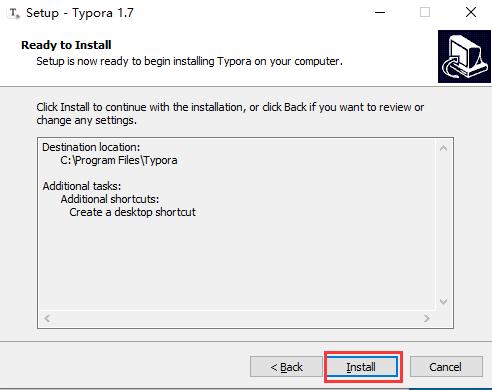 Setup - Typora 1.7
Ready to Install
Setup is now ready to begin installing Typora on your computer.
Click Install to continue with the installation, or click Back if you want to review or
change any settings.
Destination location:
C:\Program Files\Typora
Additional tasks:
Additional shortcuts:
Create a desktop shortcut
< Back
Install
Cancel